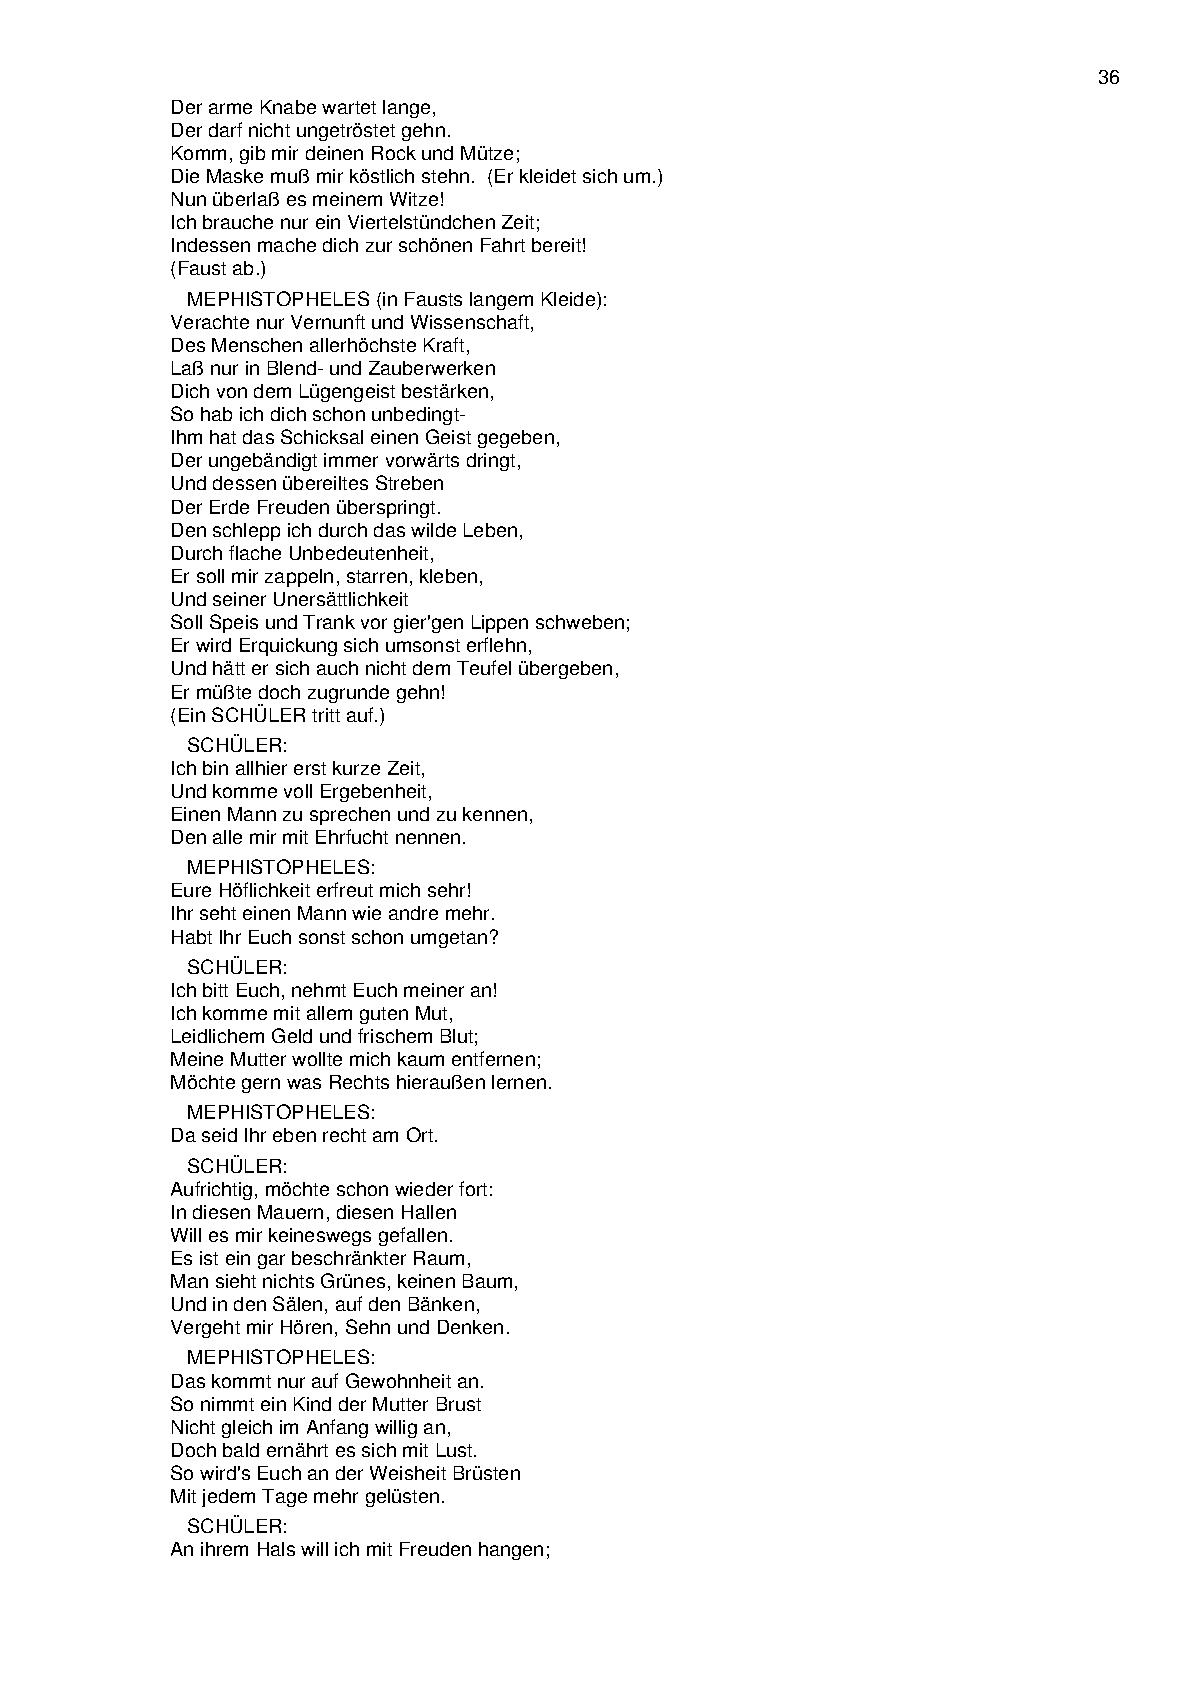 36
Der arme Knabe wartet lange,
Der darf nicht ungetröstet gehn.
Komm, gib mir deinen Rock und Mütze;
Die Maske muß mir köstlich stehn.  (Er kleidet sich um.)
Nun überlaß es meinem Witze!
Ich brauche nur ein Viertelstündchen Zeit;
Indessen mache dich zur schönen Fahrt bereit!
(Faust ab.)
MEPHISTOPHELES (in Fausts langem Kleide):
Verachte nur Vernunft und Wissenschaft,
Des Menschen allerhöchste Kraft,
Laß nur in Blend- und Zauberwerken
Dich von dem Lügengeist bestärken,
So hab ich dich schon unbedingt-
Ihm hat das Schicksal einen Geist gegeben,
Der ungebändigt immer vorwärts dringt,
Und dessen übereiltes Streben
Der Erde Freuden überspringt.
Den schlepp ich durch das wilde Leben,
Durch flache Unbedeutenheit,
Er soll mir zappeln, starren, kleben,
Und seiner Unersättlichkeit
Soll Speis und Trank vor gier'gen Lippen schweben;
Er wird Erquickung sich umsonst erflehn,
Und hätt er sich auch nicht dem Teufel übergeben,
Er müßte doch zugrunde gehn!
(Ein SCHÜLER tritt auf.)
SCHÜLER:
Ich bin allhier erst kurze Zeit,
Und komme voll Ergebenheit,
Einen Mann zu sprechen und zu kennen,
Den alle mir mit Ehrfucht nennen.
MEPHISTOPHELES:
Eure Höflichkeit erfreut mich sehr!
Ihr seht einen Mann wie andre mehr.
Habt Ihr Euch sonst schon umgetan?
SCHÜLER:
Ich bitt Euch, nehmt Euch meiner an!
Ich komme mit allem guten Mut,
Leidlichem Geld und frischem Blut;
Meine Mutter wollte mich kaum entfernen;
Möchte gern was Rechts hieraußen lernen.
MEPHISTOPHELES:
Da seid Ihr eben recht am Ort.
SCHÜLER:
Aufrichtig, möchte schon wieder fort:
In diesen Mauern, diesen Hallen
Will es mir keineswegs gefallen.
Es ist ein gar beschränkter Raum,
Man sieht nichts Grünes, keinen Baum,
Und in den Sälen, auf den Bänken,
Vergeht mir Hören, Sehn und Denken.
MEPHISTOPHELES:
Das kommt nur auf Gewohnheit an.
So nimmt ein Kind der Mutter Brust
Nicht gleich im Anfang willig an,
Doch bald ernährt es sich mit Lust.
So wird's Euch an der Weisheit Brüsten
Mit jedem Tage mehr gelüsten.
SCHÜLER:
An ihrem Hals will ich mit Freuden hangen;